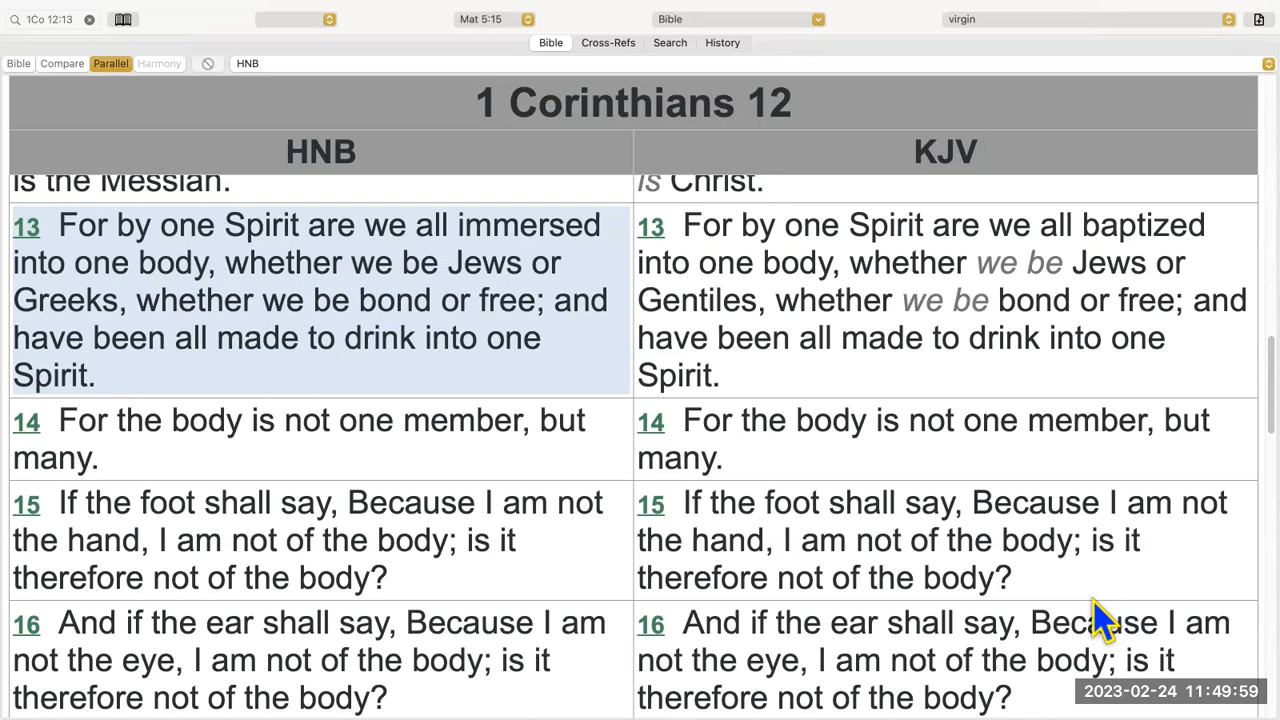 1Co 12:13
Mat 5:15
Bible
virgin
Bible
Cross-Refs
Search
History
Bible
Compare
Parallel
Harmony
HNB
1 Corinthians 12
HNB
KJV
is the Messiah.
is Christ.
13 For by one Spirit are we all immersed
into one body, whether we be Jews or
Greeks, whether we be bond or free; and
have been all made to drink into one
Spirit.
13 For by one Spirit are we all baptized
into one body, whether we be Jews or
Gentiles, whether we be bond or free; and
have been all made to drink into one
Spirit.
14 For the body is not one member, but
many.
14 For the body is not one member, but
many.
15 If the foot shall say, Because I am not
the hand, I am not of the body; is it
therefore not of the body?
15 If the foot shall say, Because I am not
the hand, I am not of the body; is it
therefore not of the body?
16 And if the ear shall say, Because I am
not the eye, I am not of the body; is it
therefore not of the body?
16 And if the ear shall say, Because I am
not the eye, I am not of the body; is it
therefore not of the body?
2023-02-24 11:49:59